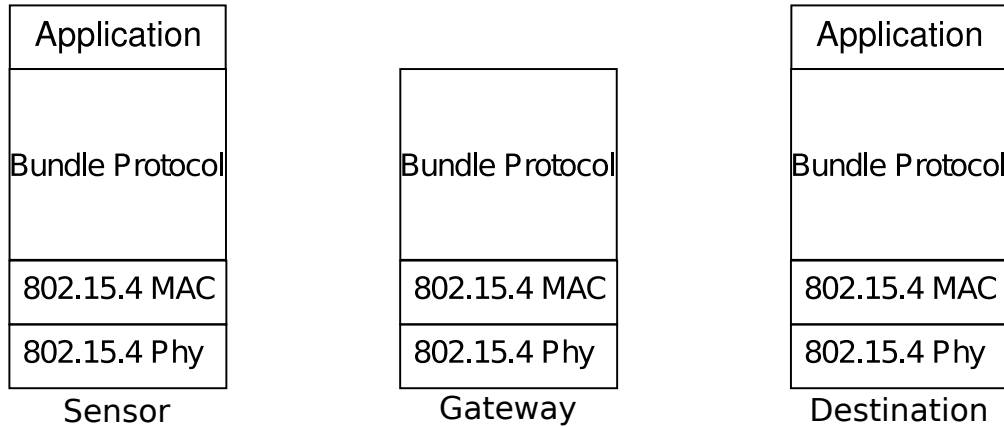 Application
Bundle Protocol
802.15.4 MAC
802.15.4 Phy
Sensor
Bundle Protocol
802.15.4 MAC
802.15.4 Phy
Gateway
Application
Bundle Protocol
802.15.4 MAC
802.15.4 Phy
Destination